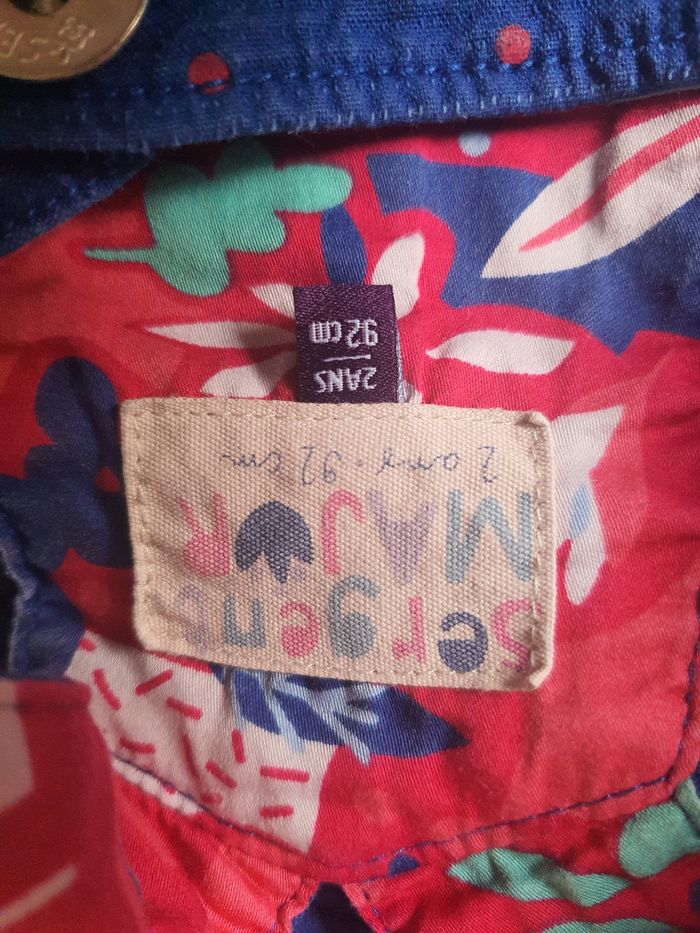 Sergent
MAJOR
2 ans • 92 cm
2ANS
92cm